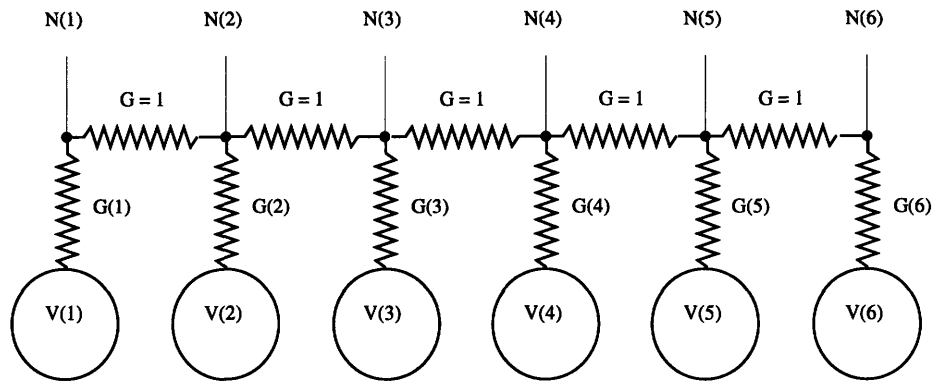 N(1) N(2) N(3) N(4) N(5) N(6)
G = 1 G = 1 G = 1 G = 1 G = 1
G(1) G(2) G(3) G(4) G(5) G(6)
V(1) V(2) V(3) V(4) V(5) V(6)